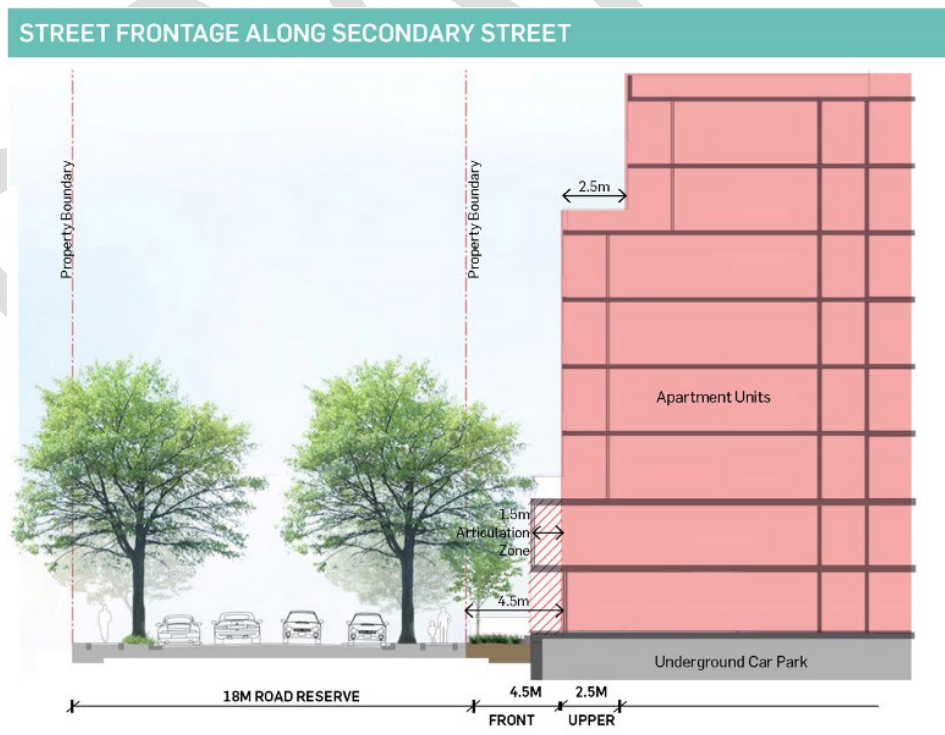 STREET FRONTAGE ALONG SECONDARY STREET
Property Boundary
Property Boundary
2.5m
Apartment Units
1.5m
Articulation
Zone
4.5m
Underground Car Park
18M ROAD RESERVE
4.5M
2.5M
FRONT
UPPER